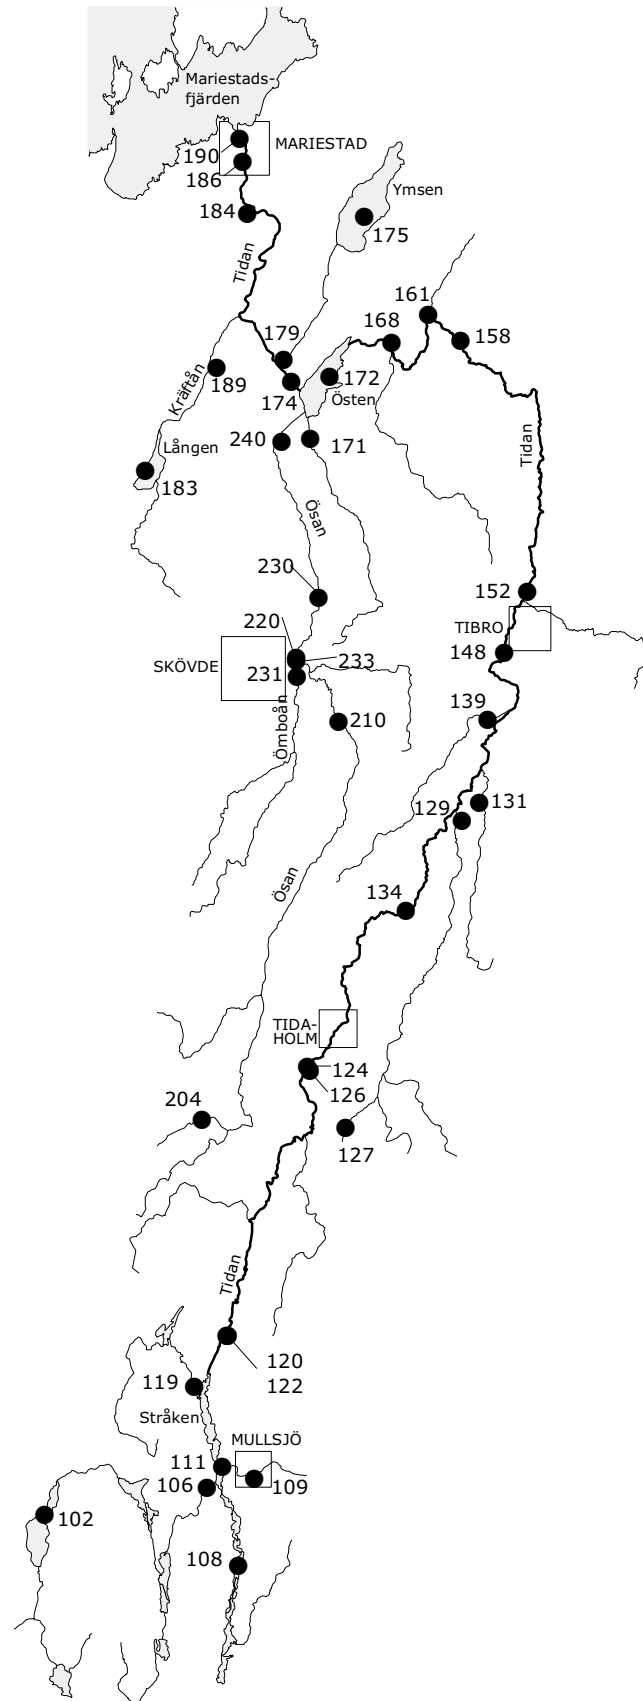 Mariestads-
fjärden
MARIESTAD
190
186
Ymsen
184
175
Tidan
161
168
158
179
Kräftån
189
172
174
Östen
Tidan
240
171
Lången
183
Ösan
230
152
220
TIBRO
SKÖVDE
233
148
231
139
Ömboån
210
131
129
Ösan
134
TIDA-
HOLM
124
126
204
127
Tidan
120
122
119
Stråken
MULLSJÖ
111
106
109
102
108